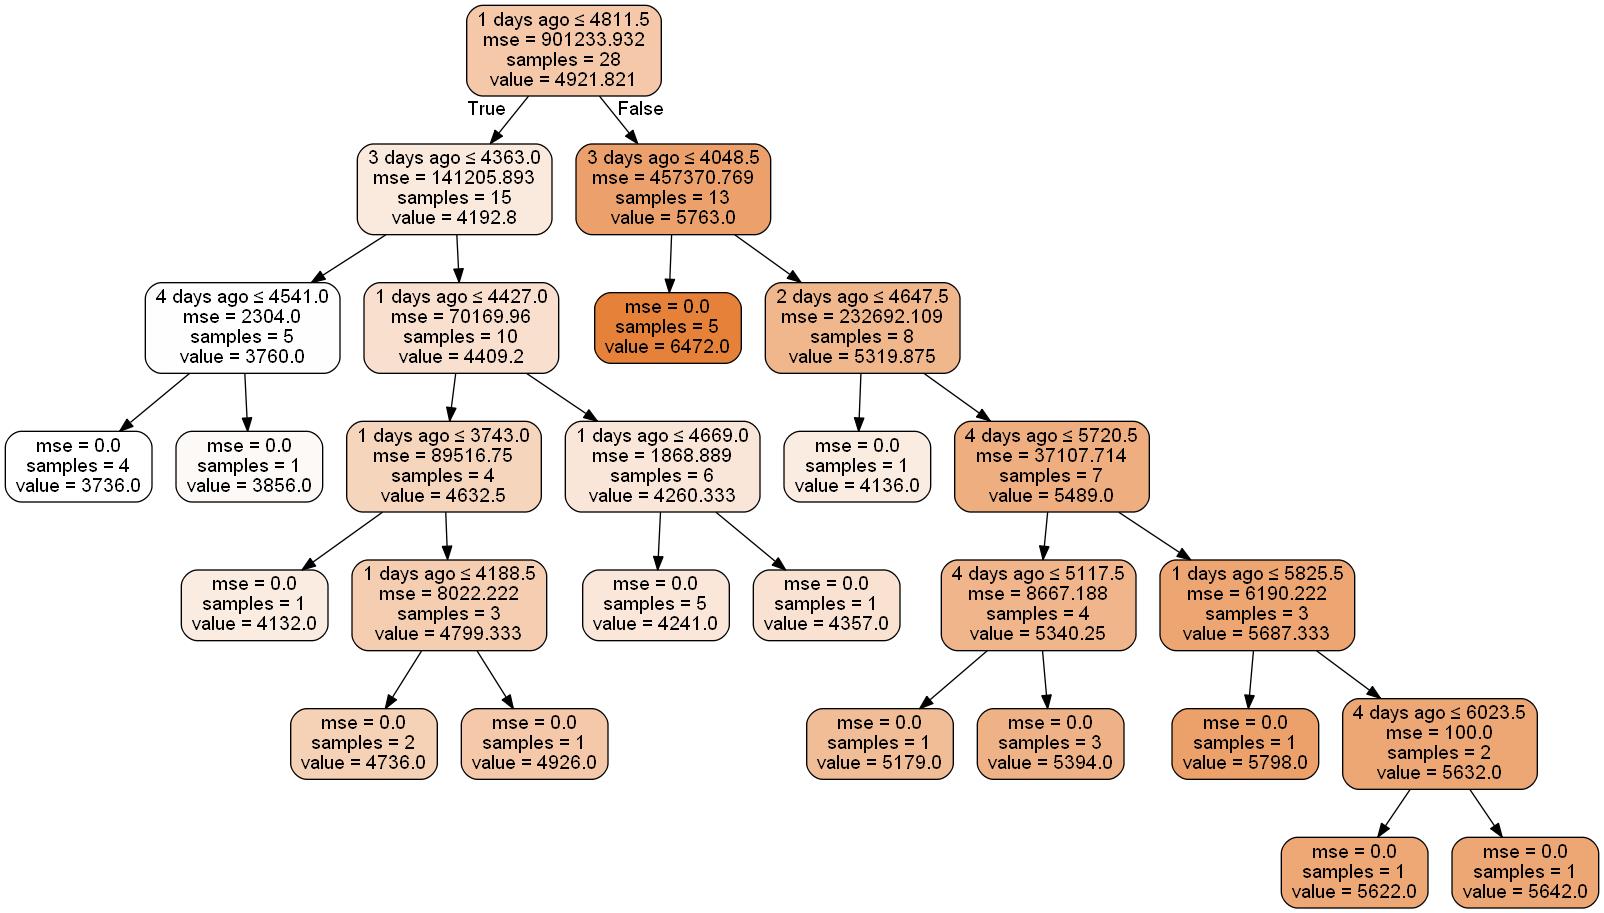 1 days ago ≤ 4811.5
mse = 901233.932
samples = 28
value = 4921.821
True
False
3 days ago ≤ 4363.0
mse = 141205.893
samples = 15
value = 4192.8
3 days ago ≤ 4048.5
mse = 457370.769
samples = 13
value = 5763.0
4 days ago ≤ 4541.0
mse = 2304.0
samples = 5
value = 3760.0
1 days ago ≤ 4427.0
mse = 70169.96
samples = 10
value = 4409.2
mse = 0.0
samples = 5
value = 6472.0
2 days ago ≤ 4647.5
mse = 232692.109
samples = 8
value = 5319.875
mse = 0.0
samples = 4
value = 3736.0
mse = 0.0
samples = 1
value = 3856.0
1 days ago ≤ 3743.0
mse = 89516.75
samples = 4
value = 4632.5
1 days ago ≤ 4669.0
mse = 1868.889
samples = 6
value = 4260.333
mse = 0.0
samples = 1
value = 4136.0
4 days ago ≤ 5720.5
mse = 37107.714
samples = 7
value = 5489.0
mse = 0.0
samples = 1
value = 4132.0
1 days ago ≤ 4188.5
mse = 8022.222
samples = 3
value = 4799.333
mse = 0.0
samples = 5
value = 4241.0
mse = 0.0
samples = 1
value = 4357.0
4 days ago ≤ 5117.5
mse = 8667.188
samples = 4
value = 5340.25
1 days ago ≤ 5825.5
mse = 6190.222
samples = 3
value = 5687.333
mse = 0.0
samples = 2
value = 4736.0
mse = 0.0
samples = 1
value = 4926.0
mse = 0.0
samples = 1
value = 5179.0
mse = 0.0
samples = 3
value = 5394.0
mse = 0.0
samples = 1
value = 5798.0
4 days ago ≤ 6023.5
mse = 100.0
samples = 2
value = 5632.0
mse = 0.0
samples = 1
value = 5622.0
mse = 0.0
samples = 1
value = 5642.0